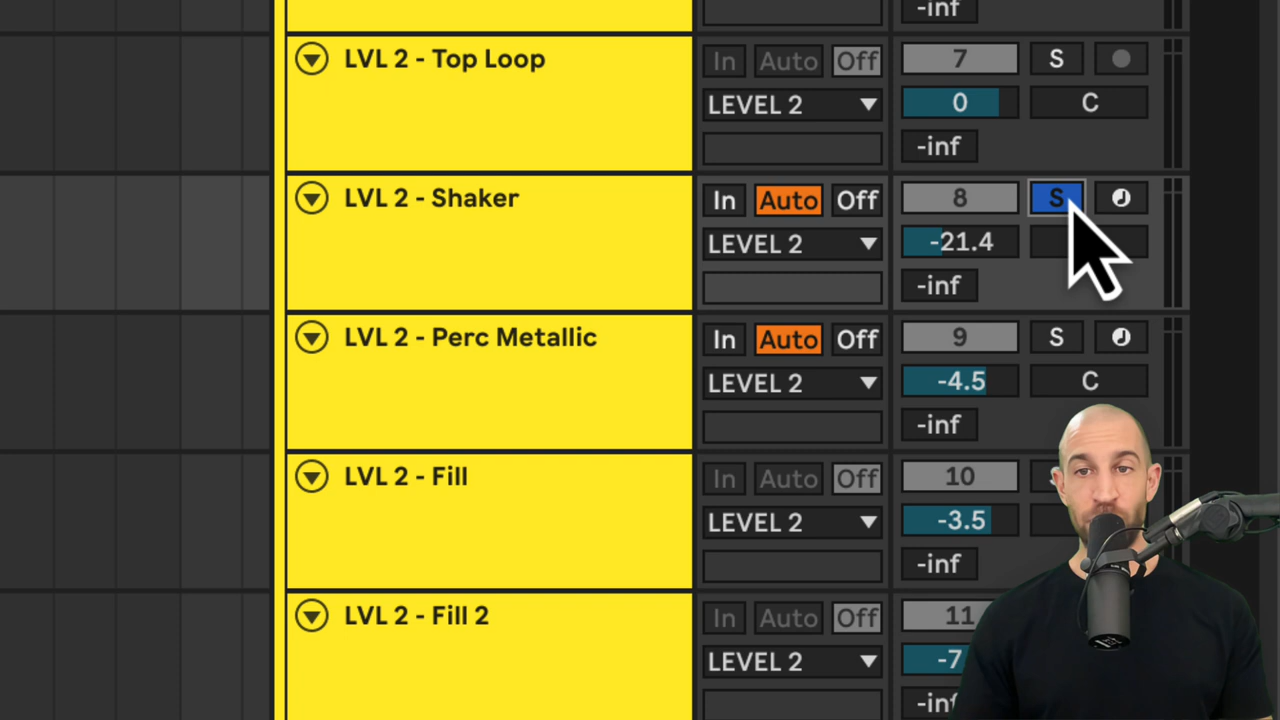 -inf
LVL 2 - Top Loop In Auto Off 7 S
LEVEL 2 0 C
-inf
LVL 2 - Shaker In Auto Off 8 S
LEVEL 2 -21.4
-inf
LVL 2 - Perc Metallic In Auto Off 9 S
LEVEL 2 -4.5 C
-inf
LVL 2 - Fill In Auto Off 10
LEVEL 2 -3.5
-inf
LVL 2 - Fill 2 In Auto Off 11
LEVEL 2 -7
-inf